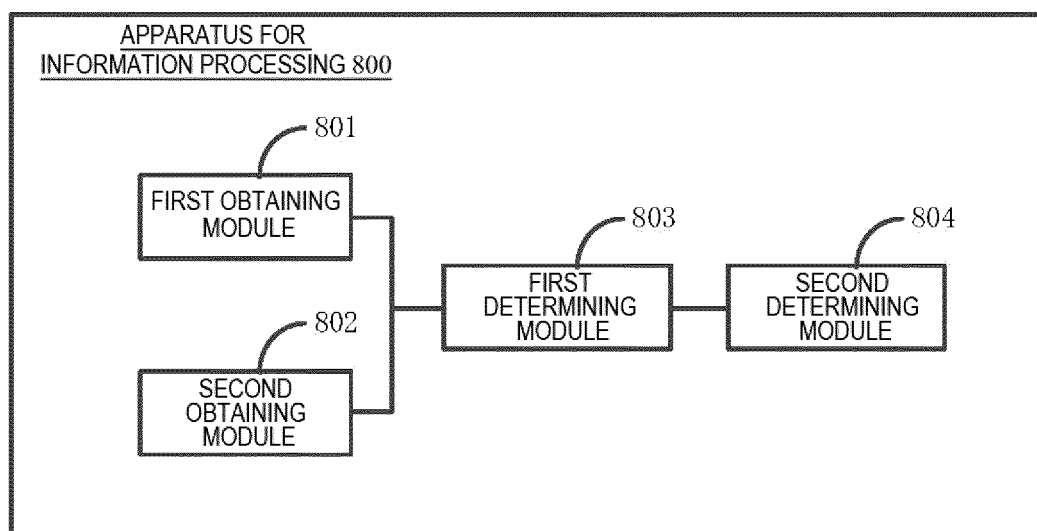 APPARATUS FOR
INFORMATION PROCESSING 800
801
FIRST OBTAINING
MODULE
802
SECOND
OBTAINING
MODULE
803
FIRST
DETERMINING
MODULE
804
SECOND
DETERMINING
MODULE